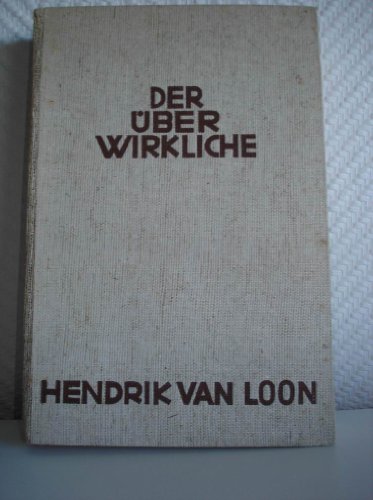 DER
ÜBER
WIRKLICHE
HENDRIK VAN LOON